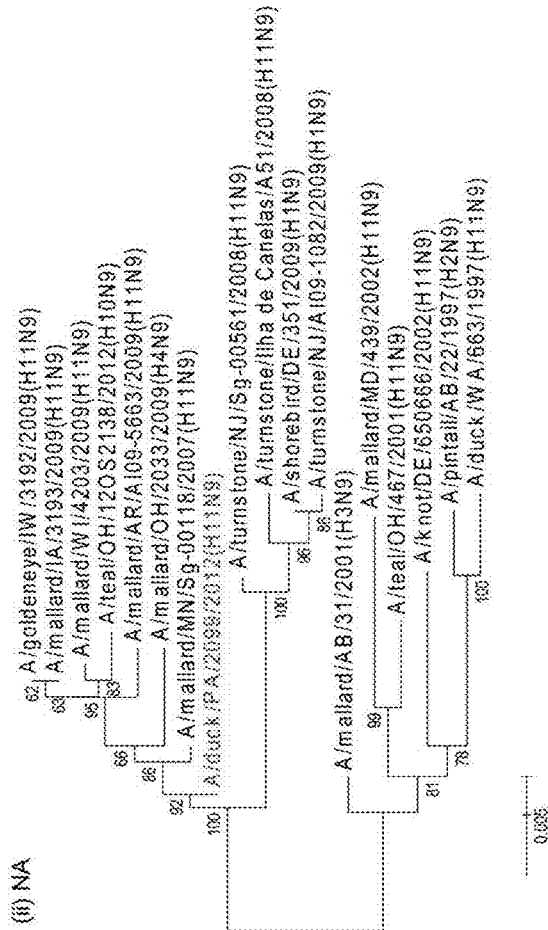 (ii) NA
A/goldeneye/IW/3192/2009(H11N9)
A/mallard/IA/3193/2009(H11N9)
A/mallard/WI/4203/2009(H11N9)
A/teal/OH/12OS2138/2012(H10N9)
A/mallard/AR/AI09-5663/2009(H11N9)
A/mallard/OH/2033/2009(H4N9)
A/mallard/MN/Sg-00118/2007(H11N9)
A/duck/PA/2099/2012(H11N9)
A/turnstone/NJ/Sg-00561/2008(H11N9)
A/turnstone/Ilha de Canelas/A51/2008(H11N9)
A/shorebird/DE/351/2009(H1N9)
A/turnstone/NJ/AI09-1082/2009(H1N9)
A/mallard/AB/31/2001(H3N9)
A/mallard/MD/439/2002(H11N9)
A/teal/OH/467/2001(H11N9)
A/knot/DE/650666/2002(H11N9)
A/pintail/AB/22/1997(H2N9)
A/duck/WA/663/1997(H11N9)
62
63
95
83
66
86
92
100
100
96
86
99
81
78
100
0.005